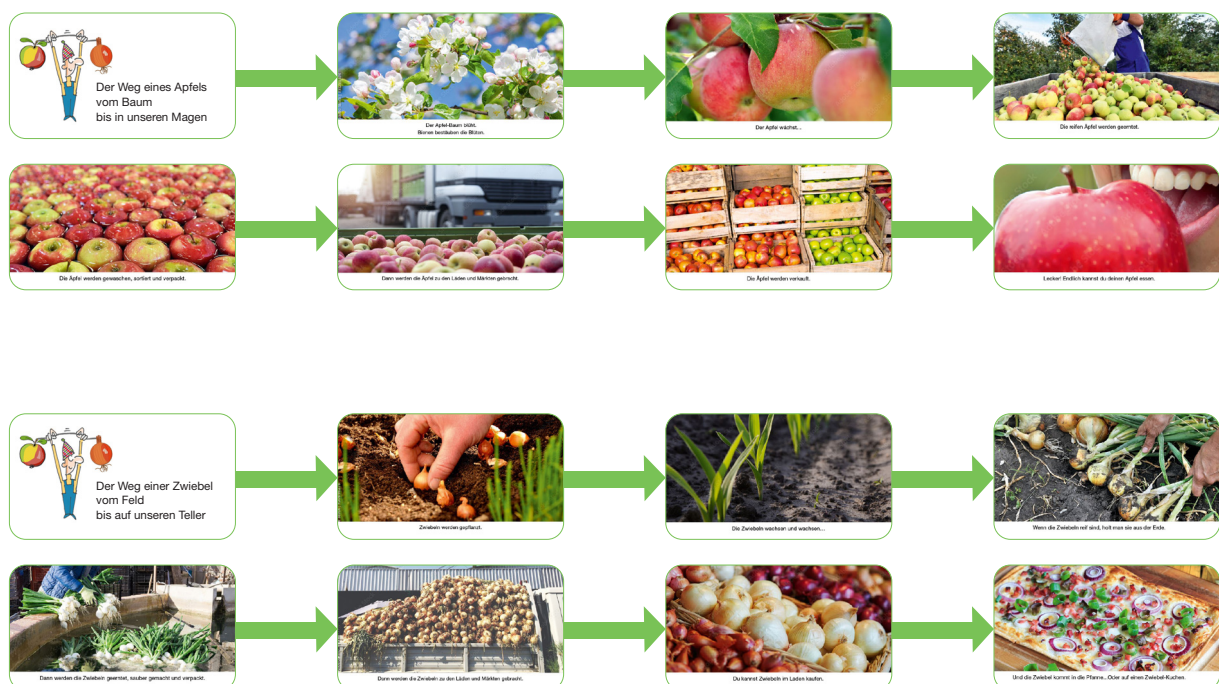 Der Weg eines Apfels
vom Baum
bis in unseren Magen
Der Apfel-Baum blüht.
Bienen bestäuben die Blüten.
Der Apfel wächst...
Die reifen Äpfel werden geerntet.
Die Äpfel werden gewaschen, sortiert und verpackt.
Dann werden die Äpfel zu den Läden und Märkten gebracht.
Die Äpfel werden verkauft.
Lecker! Endlich kannst du deinen Apfel essen.
Der Weg einer Zwiebel
vom Feld
bis auf unseren Teller
Zwiebeln werden gepflanzt.
Die Zwiebeln wachsen und wachsen...
Wenn die Zwiebeln reif sind, holt man sie aus der Erde.
Dann werden die Zwiebeln geerntet, sauber gemacht und verpackt.
Dann werden die Zwiebeln zu den Läden und Märkten gebracht.
Du kannst Zwiebeln im Laden kaufen.
Und die Zwiebel kommt in die Pfanne...Oder auf einen Zwiebel-Kuchen.